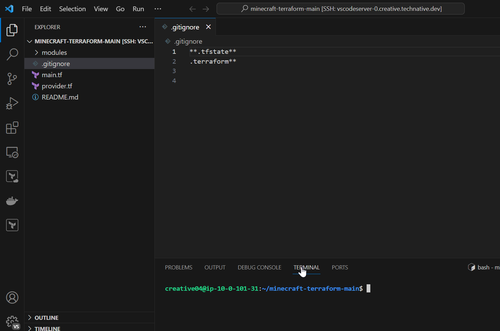 File Edit Selection View Go Run ··· minecraft-terraform-main [SSH: vscodeserver-0.creative.technative.dev]
EXPLORER ···
MINECRAFT-TERRAFORM-MAIN [SSH: VSC...
modules
.gitignore
main.tf
provider.tf
README.md
OUTLINE
TIMELINE
.gitignore
.gitignore
1 **.tfstate**
2 .terraform**
3
4
PROBLEMS OUTPUT DEBUG CONSOLE TERMINAL PORTS
bash - m
creative04@ip-10-0-101-31:~/minecraft-terraform-main$
VS